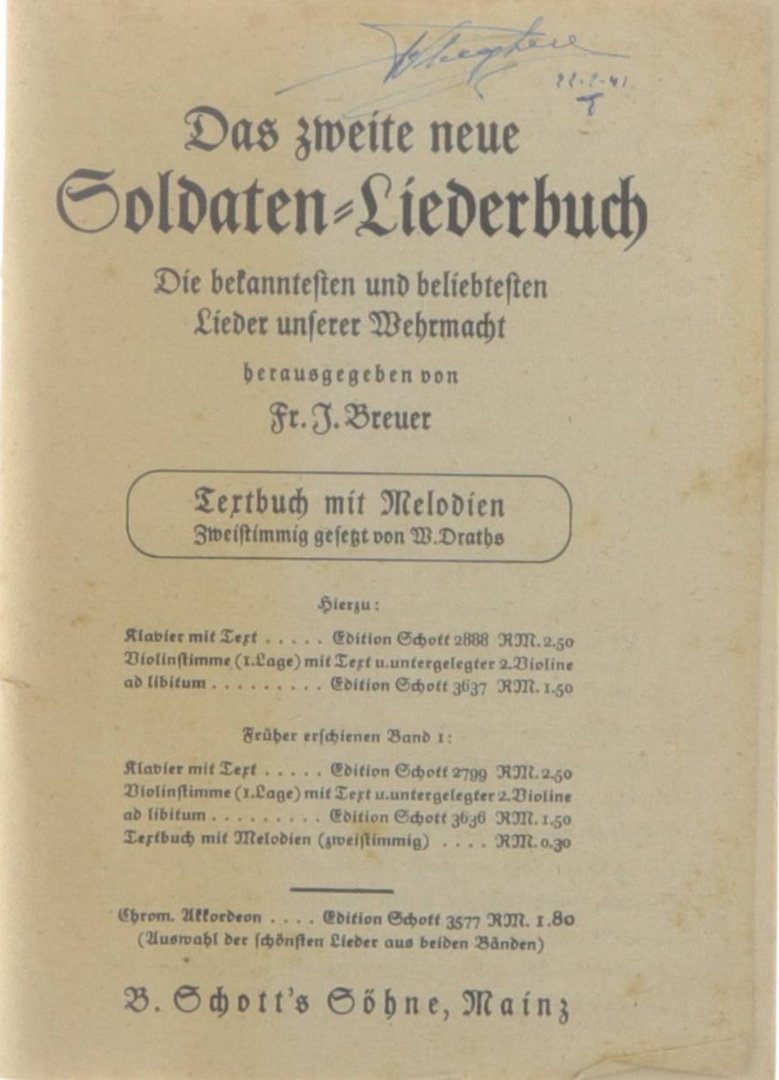 22-2-41
Das zweite neue
Soldaten-Liederbuch
Die bekanntesten und beliebtesten
Lieder unserer Wehrmacht
herausgegeben von
Fr. J. Breuer
Textbuch mit Melodien
Zweistimmig gesetzt von W. Draths
Hierzu:
Klavier mit Text ..... Edition Schott 2888 RM. 2.50
Violinstimme (1. Lage) mit Text u. untergelegter 2. Violine
ad libitum ......... Edition Schott 3637 RM. 1.50
Früher erschienen Band 1:
Klavier mit Text ..... Edition Schott 2799 RM. 2.50
Violinstimme (1. Lage) mit Text u. untergelegter 2. Violine
ad libitum ......... Edition Schott 3636 RM. 1.50
Textbuch mit Melodien (zweistimmig) .... RM. 0.30
Chrom. Akkordeon .... Edition Schott 3577 RM. 1.80
(Auswahl der schönsten Lieder aus beiden Bänden)
B. Schott's Söhne, Mainz